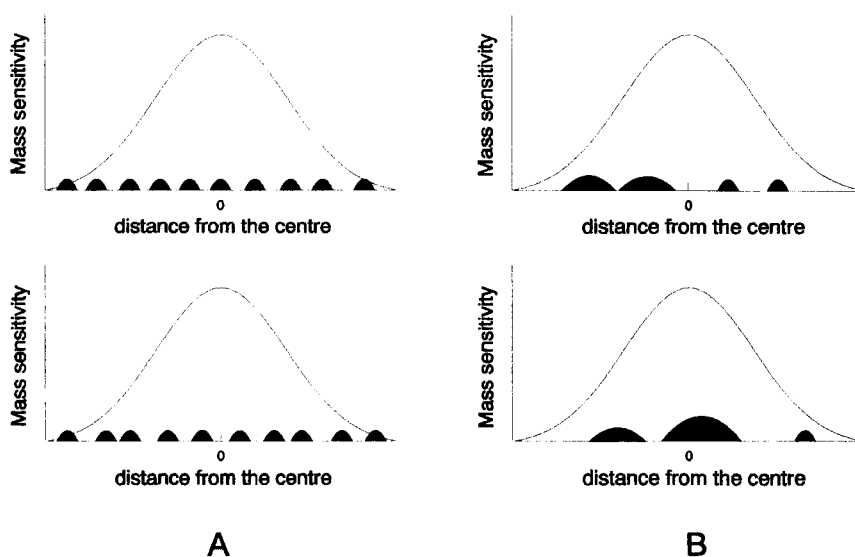 Mass sensitivity
0
distance from the centre
Mass sensitivity
0
distance from the centre
Mass sensitivity
0
distance from the centre
Mass sensitivity
0
distance from the centre
A
B